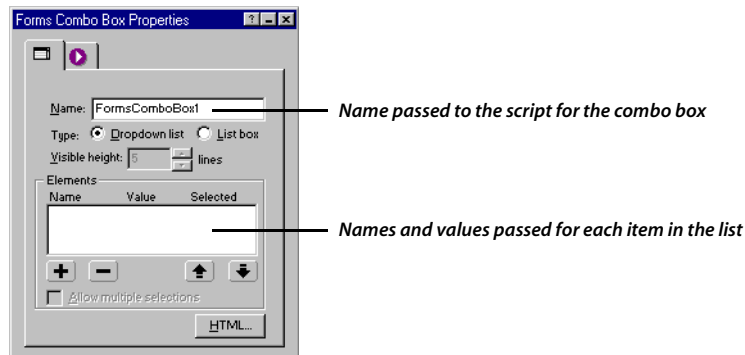 Forms Combo Box Properties
Name: FormsComboBox1
Name passed to the script for the combo box
Type: Dropdown list List box
Visible height: 5 lines
Elements
Name Value Selected
Names and values passed for each item in the list
Allow multiple selections
HTML...